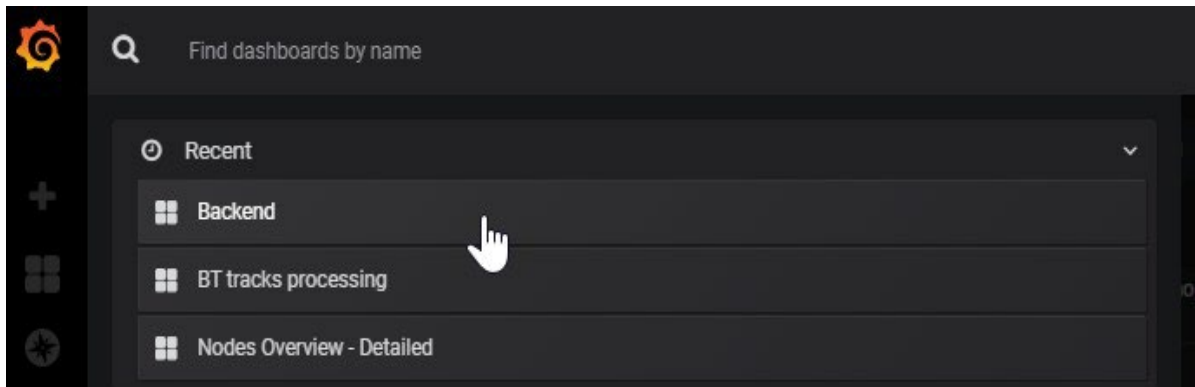 Find dashboards by name
Recent
Backend
BT tracks processing
Nodes Overview - Detailed